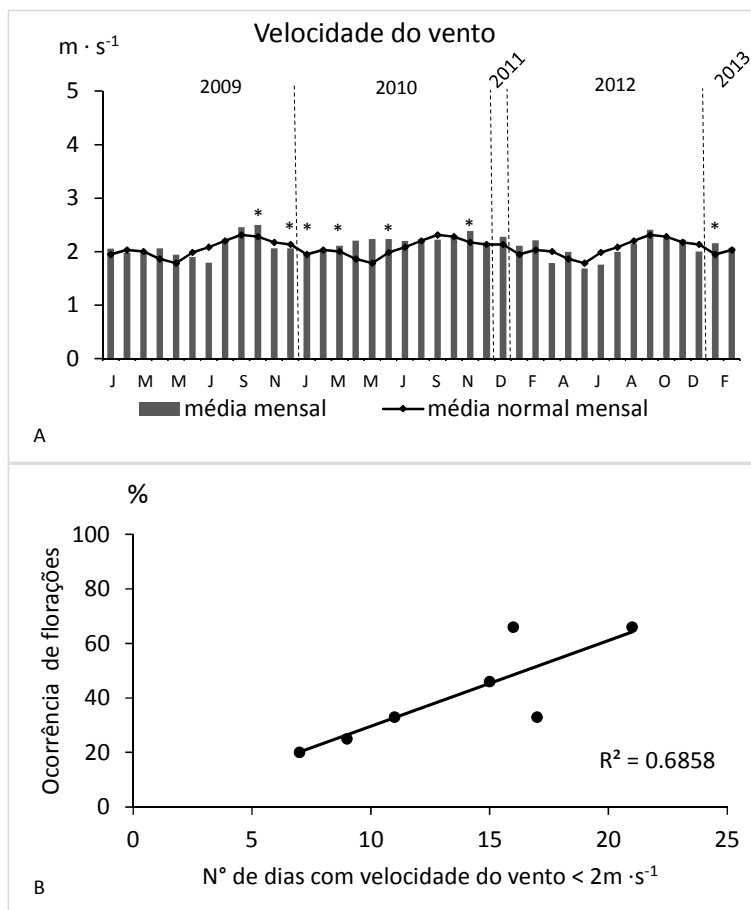 Velocidade do vento
m · s⁻¹
2009 2010 2011 2012 2013
5
4
3
2
1
0
* * * * * * *
J M M J S N J M M J S N D F A J A O D F
média mensal média normal mensal
A
%
100
80
60
40
20
0
Ocorrência de florações
R² = 0.6858
0 5 10 15 20 25
N° de dias com velocidade do vento < 2m ·s⁻¹
B